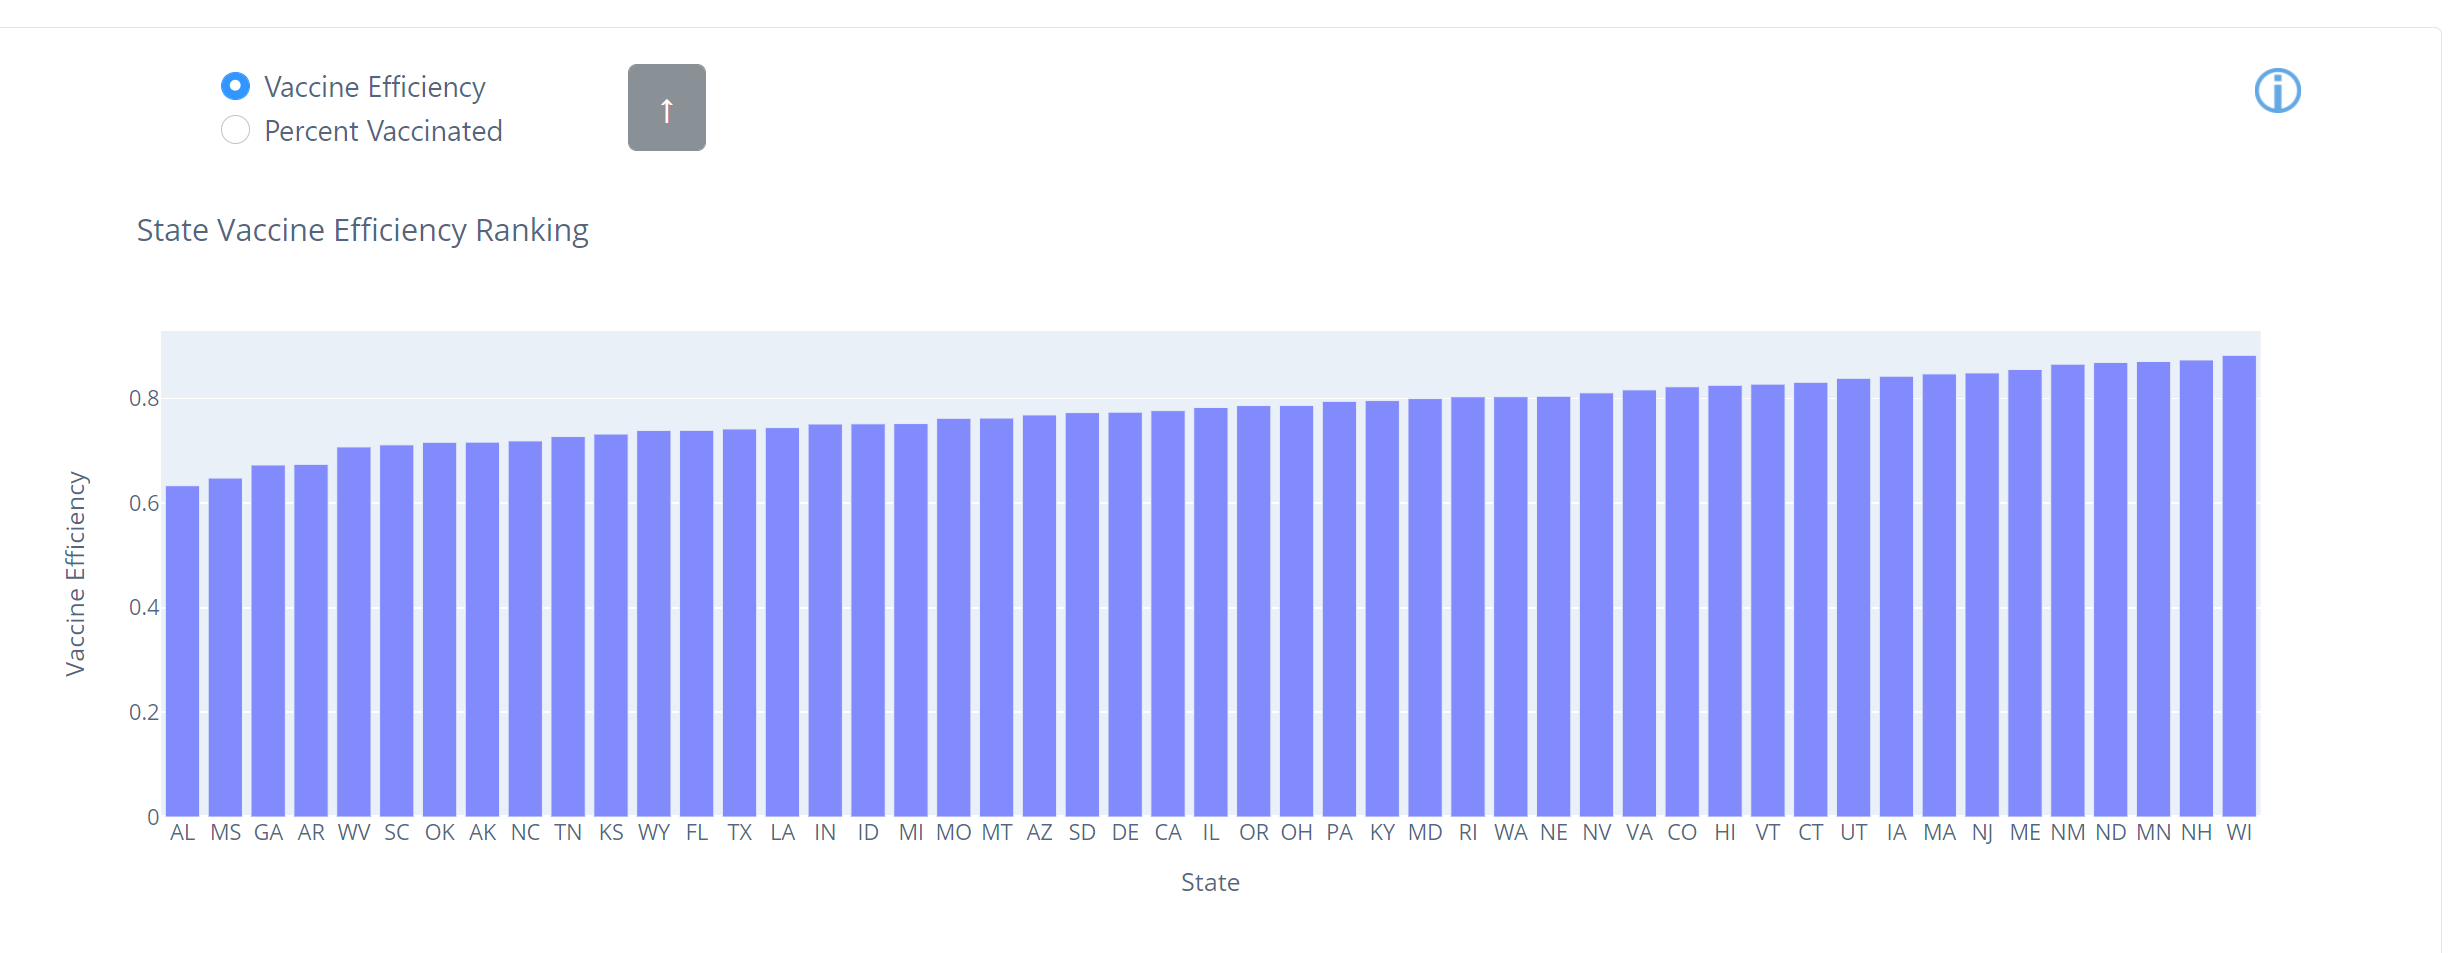 Vaccine Efficiency
Percent Vaccinated
↑
State Vaccine Efficiency Ranking
0.8
0.6
0.4
0.2
0
Vaccine Efficiency
AL MS GA AR WV SC OK AK NC TN KS WY FL TX LA IN ID MI MO MT AZ SD DE CA IL OR OH PA KY MD RI WA NE NV VA CO HI VT CT UT IA MA NJ ME NM ND MN NH WI
State